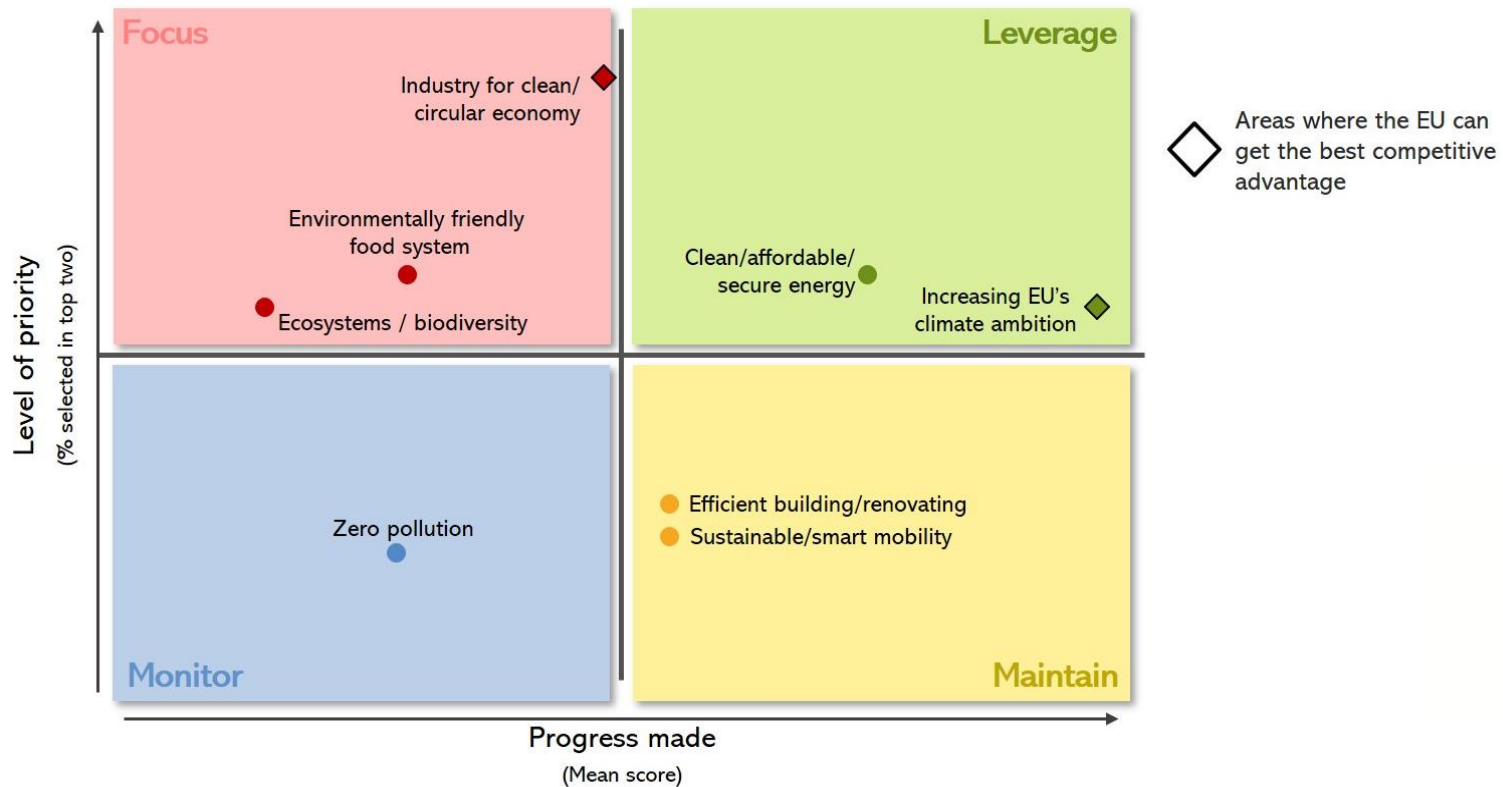 Focus
Leverage
Industry for clean/
circular economy
Areas where the EU can
get the best competitive
advantage
Environmentally friendly
food system
Ecosystems / biodiversity
Clean/affordable/
secure energy
Increasing EU’s
climate ambition
Level of priority
(% selected in top two)
Efficient building/renovating
Sustainable/smart mobility
Zero pollution
Monitor
Maintain
Progress made
(Mean score)